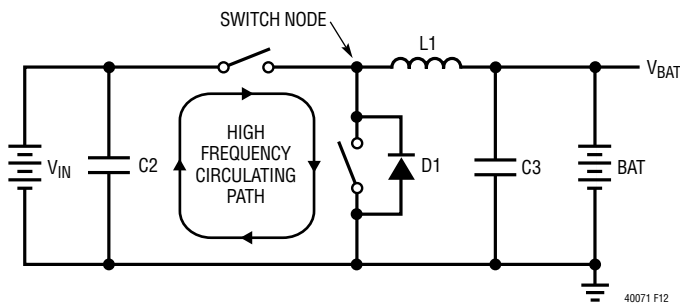 SWITCH NODE
L1
V_BAT
HIGH
FREQUENCY
CIRCULATING
PATH
V_IN
C2
D1
C3
BAT
40071 F12